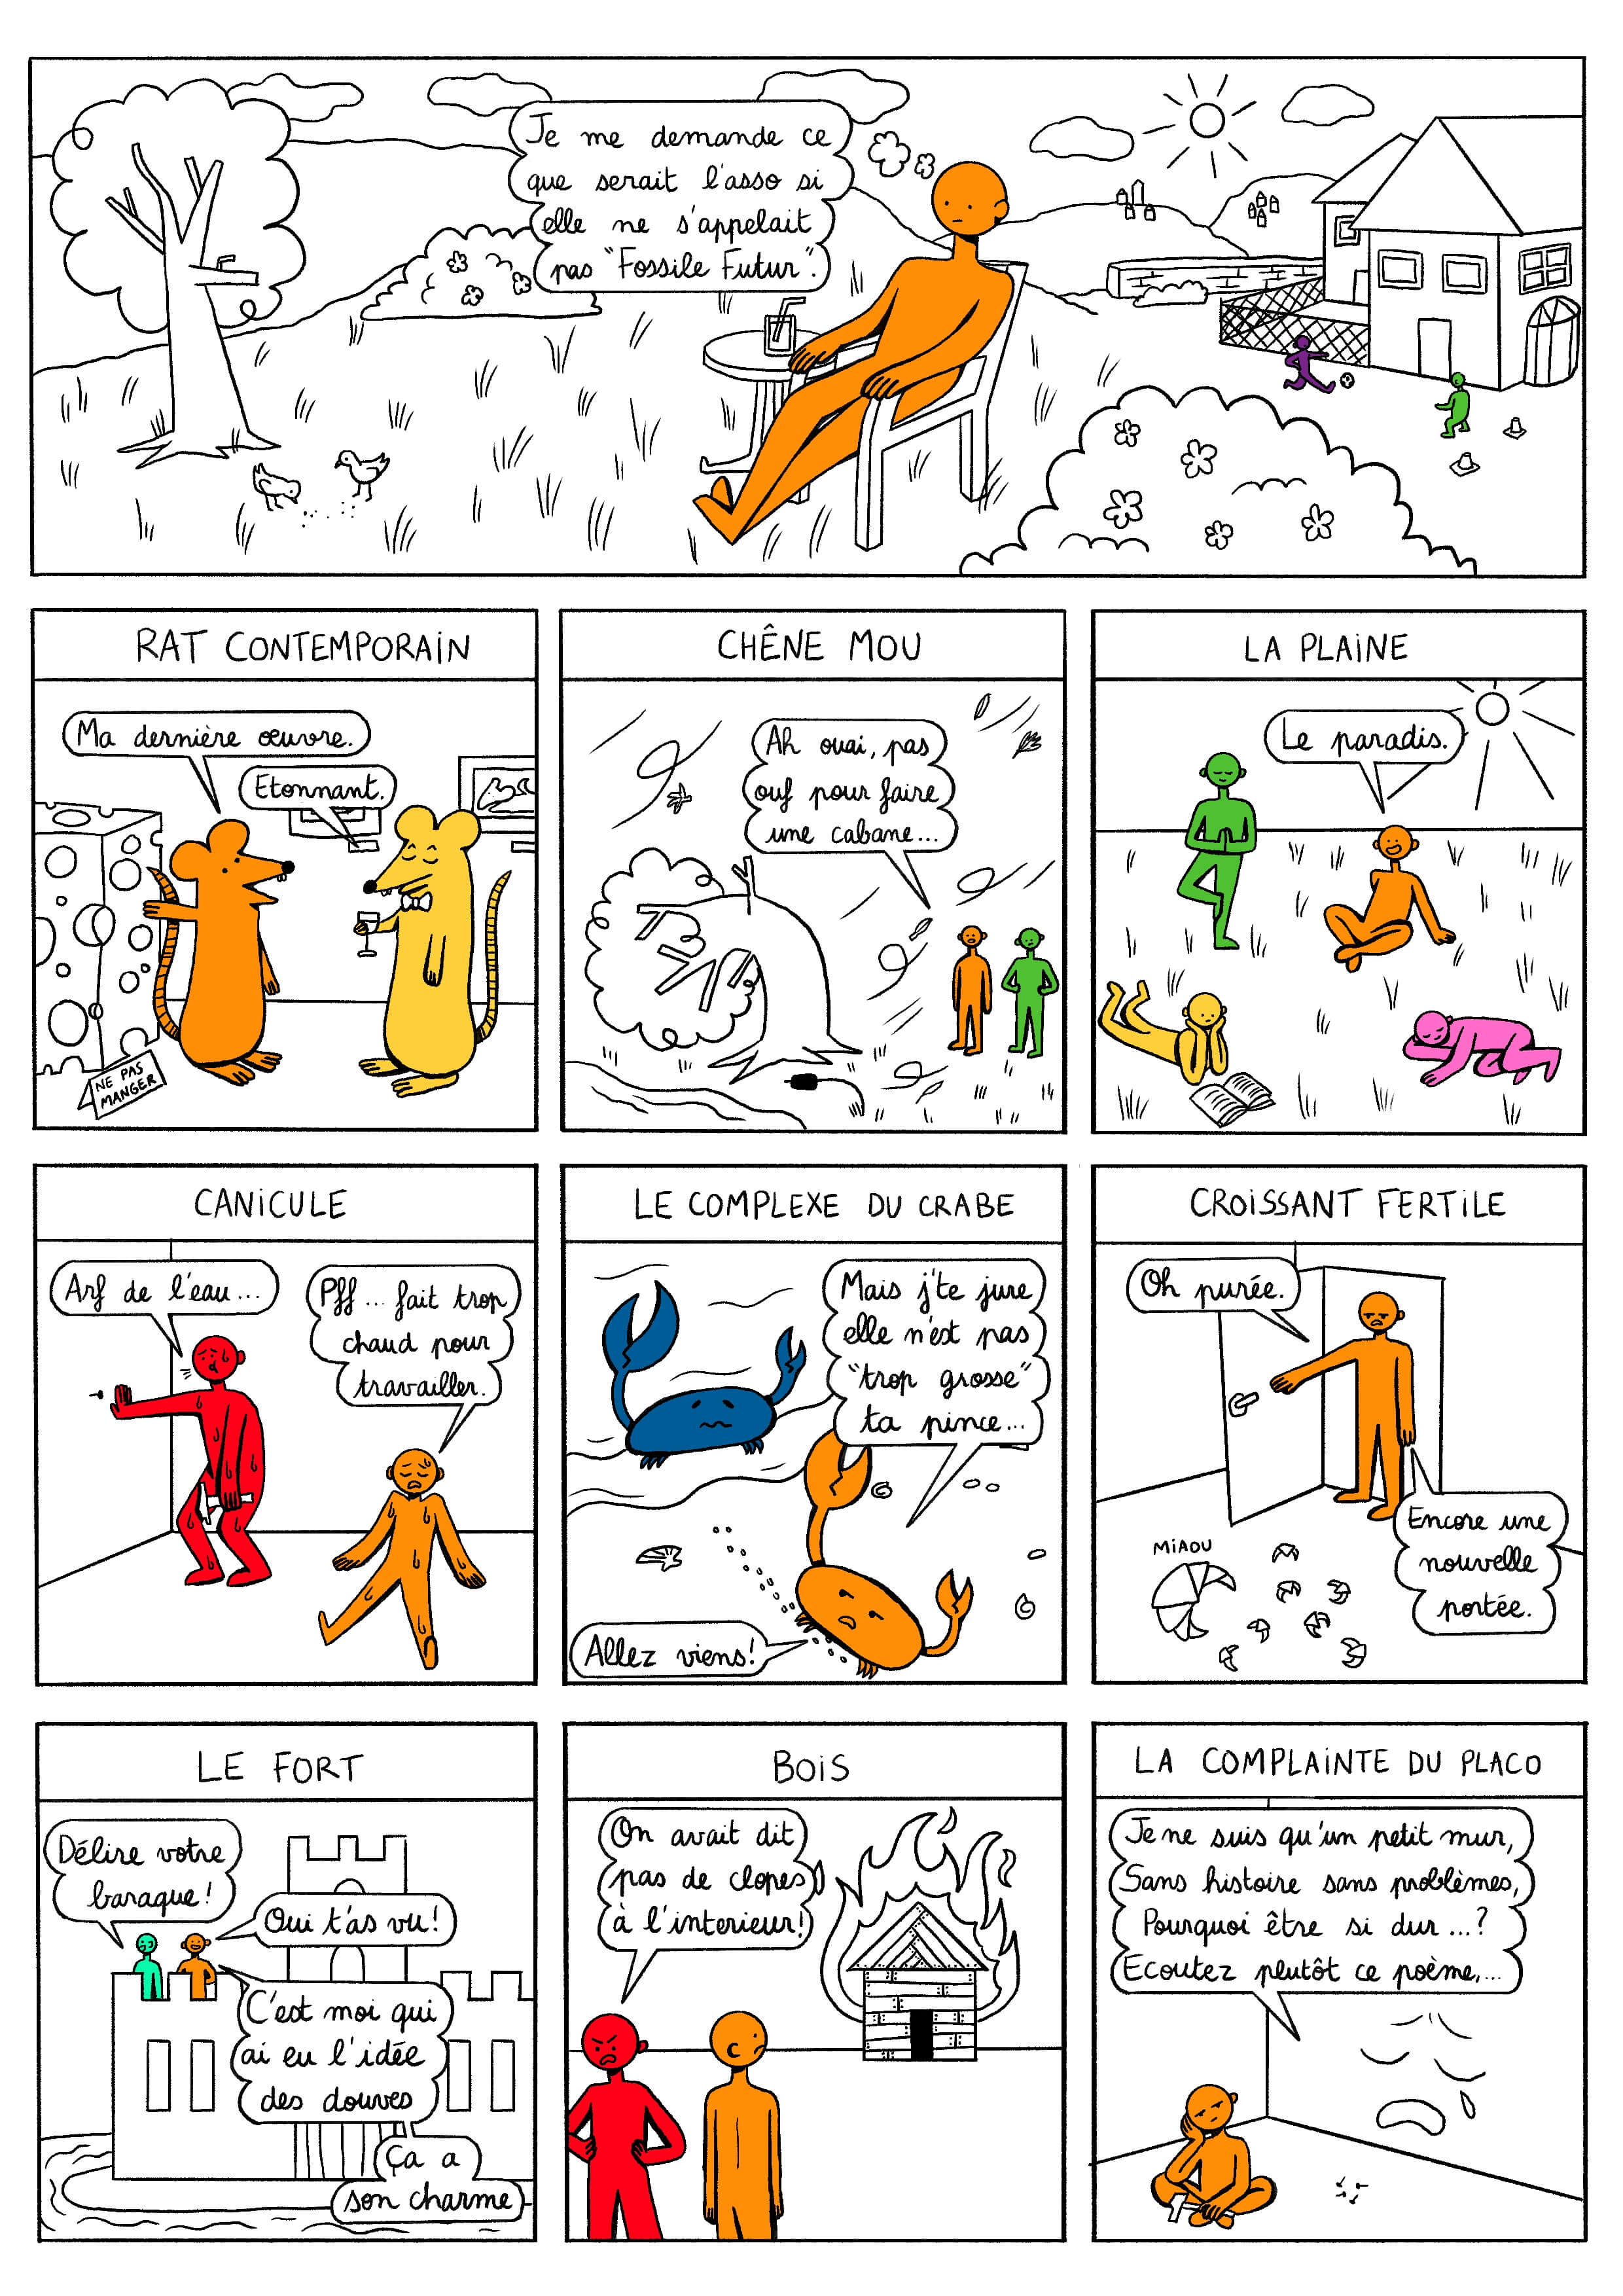 Je me demande ce
que serait l'asso si
elle ne s'appelait
pas "Fossile Futur".
RAT CONTEMPORAIN
Ma dernière œuvre.
Etonnant.
NE PAS
MANGER
CHÊNE MOU
Ah ouai, pas
ouf pour faire
une cabane...
LA PLAINE
Le paradis.
CANICULE
Arf de l'eau...
Pff... fait trop
chaud pour
travailler.
LE COMPLEXE DU CRABE
Mais j'te jure
elle n'est pas
"trop grosse"
ta pince...
Allez viens!
CROISSANT FERTILE
Oh purée.
Encore une
nouvelle
portée.
MIAOU
LE FORT
Délire votre
baraque!
Oui t'as vu!
C'est moi qui
ai eu l'idée
des douves
Ça a
son charme
BOIS
On avait dit
pas de clopes
à l'interieur!
LA COMPLAINTE DU PLACO
Je ne suis qu'un petit mur,
Sans histoire sans problèmes,
Pourquoi être si dur...?
Ecoutez plutôt ce poème,...